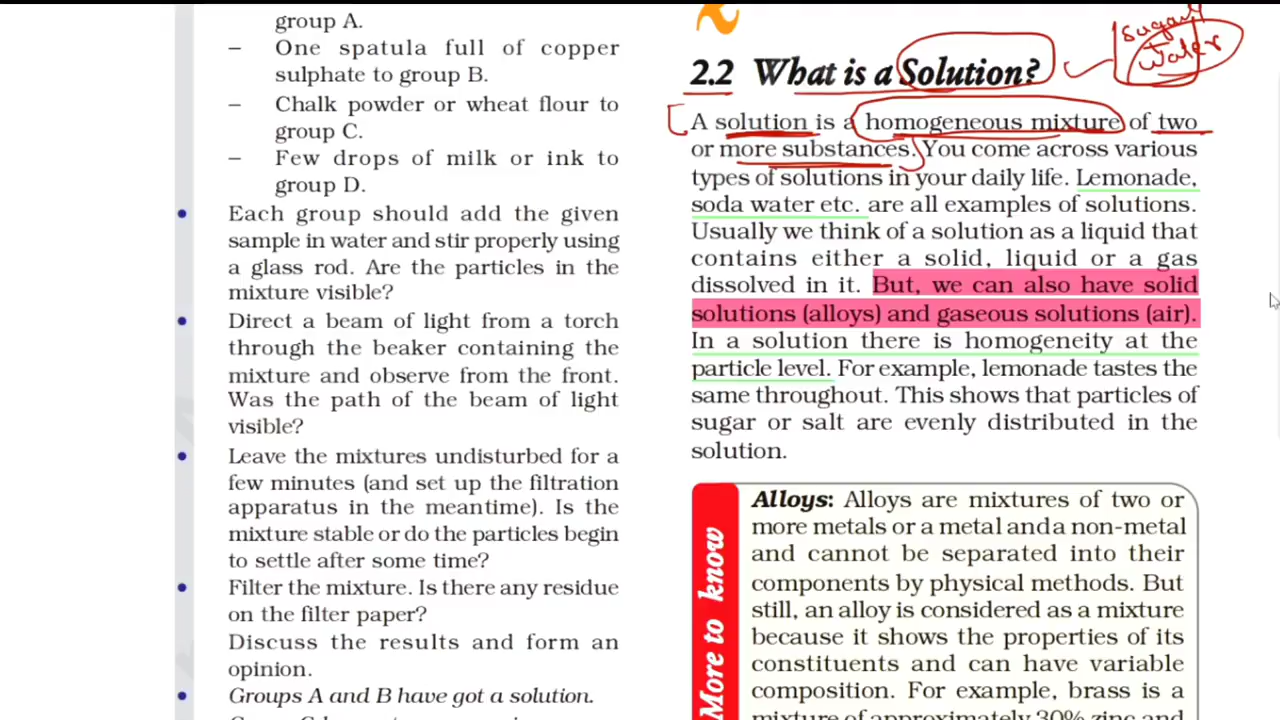 group A.
– One spatula full of copper
sulphate to group B.
– Chalk powder or wheat flour to
group C.
– Few drops of milk or ink to
group D.
• Each group should add the given
sample in water and stir properly using
a glass rod. Are the particles in the
mixture visible?
• Direct a beam of light from a torch
through the beaker containing the
mixture and observe from the front.
Was the path of the beam of light
visible?
• Leave the mixtures undisturbed for a
few minutes (and set up the filtration
apparatus in the meantime). Is the
mixture stable or do the particles begin
to settle after some time?
• Filter the mixture. Is there any residue
on the filter paper?
Discuss the results and form an
opinion.
• Groups A and B have got a solution.
2.2 What is a Solution?
water
A solution is a homogeneous mixture of two
or more substances. You come across various
types of solutions in your daily life. Lemonade,
soda water etc. are all examples of solutions.
Usually we think of a solution as a liquid that
contains either a solid, liquid or a gas
dissolved in it. But, we can also have solid
solutions (alloys) and gaseous solutions (air).
In a solution there is homogeneity at the
particle level. For example, lemonade tastes the
same throughout. This shows that particles of
sugar or salt are evenly distributed in the
solution.
More to know
Alloys: Alloys are mixtures of two or
more metals or a metal and a non-metal
and cannot be separated into their
components by physical methods. But
still, an alloy is considered as a mixture
because it shows the properties of its
constituents and can have variable
composition. For example, brass is a
mixture of approximately 30% zinc and